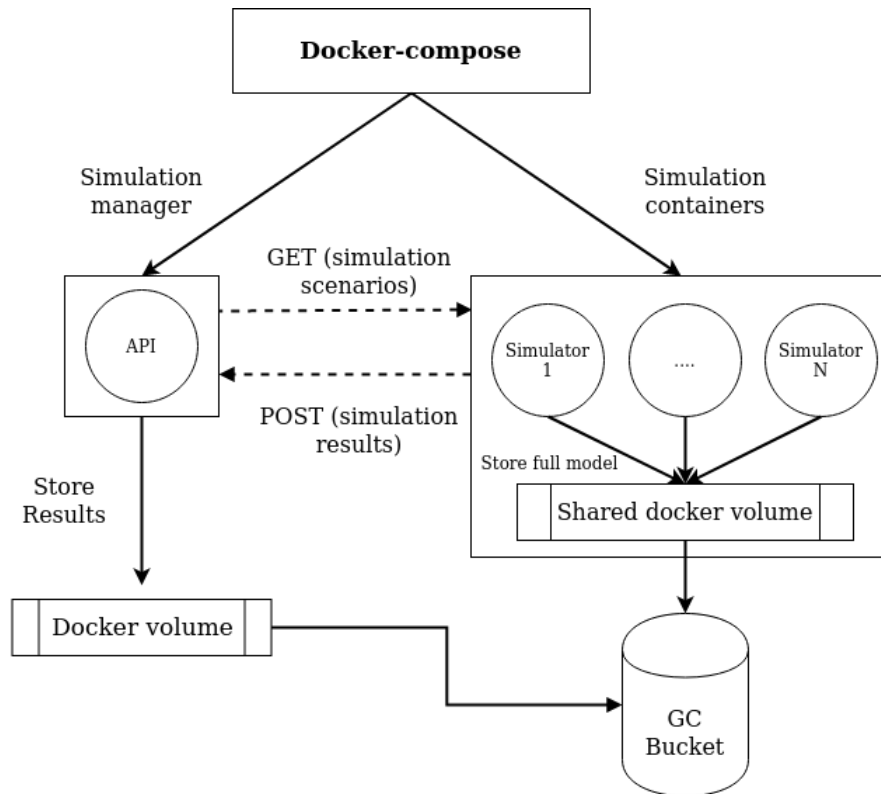 Docker-compose
Simulation
manager
Simulation
containers
GET (simulation
scenarios)
API
Simulator
1
....
Simulator
N
POST (simulation
results)
Store full model
Store
Results
Shared docker volume
Docker volume
GC
Bucket